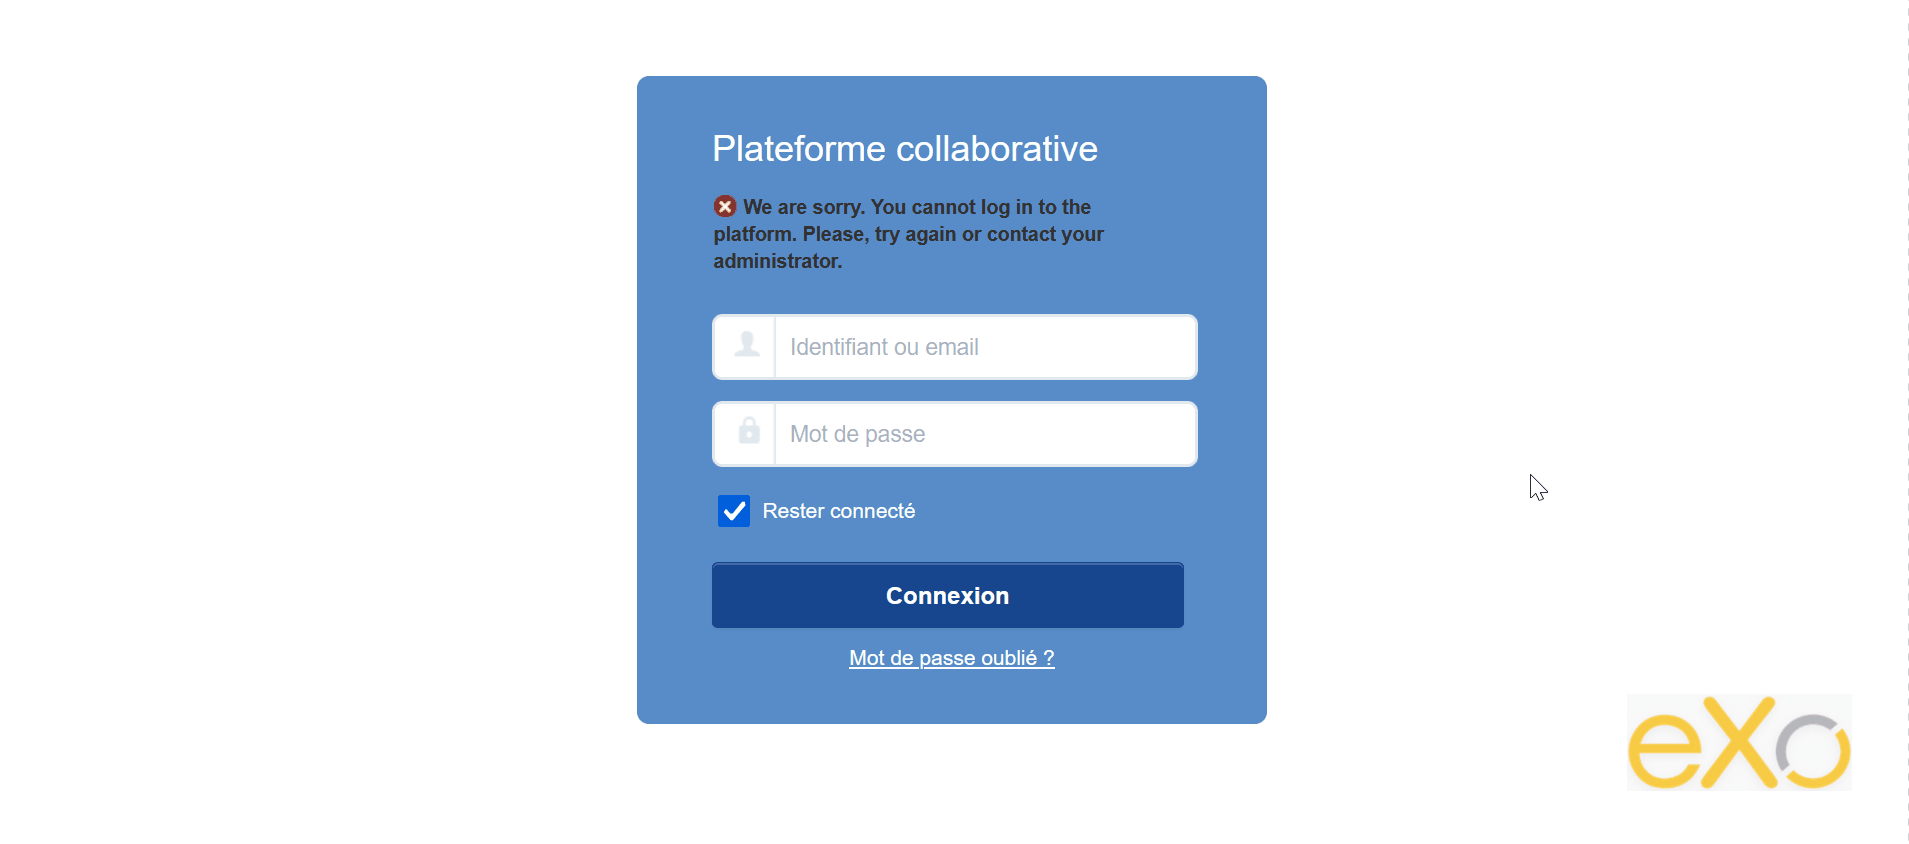 Plateforme collaborative
We are sorry. You cannot log in to the
platform. Please, try again or contact your
administrator.
Identifiant ou email
Mot de passe
Rester connecté
Connexion
Mot de passe oublié ?
eXo